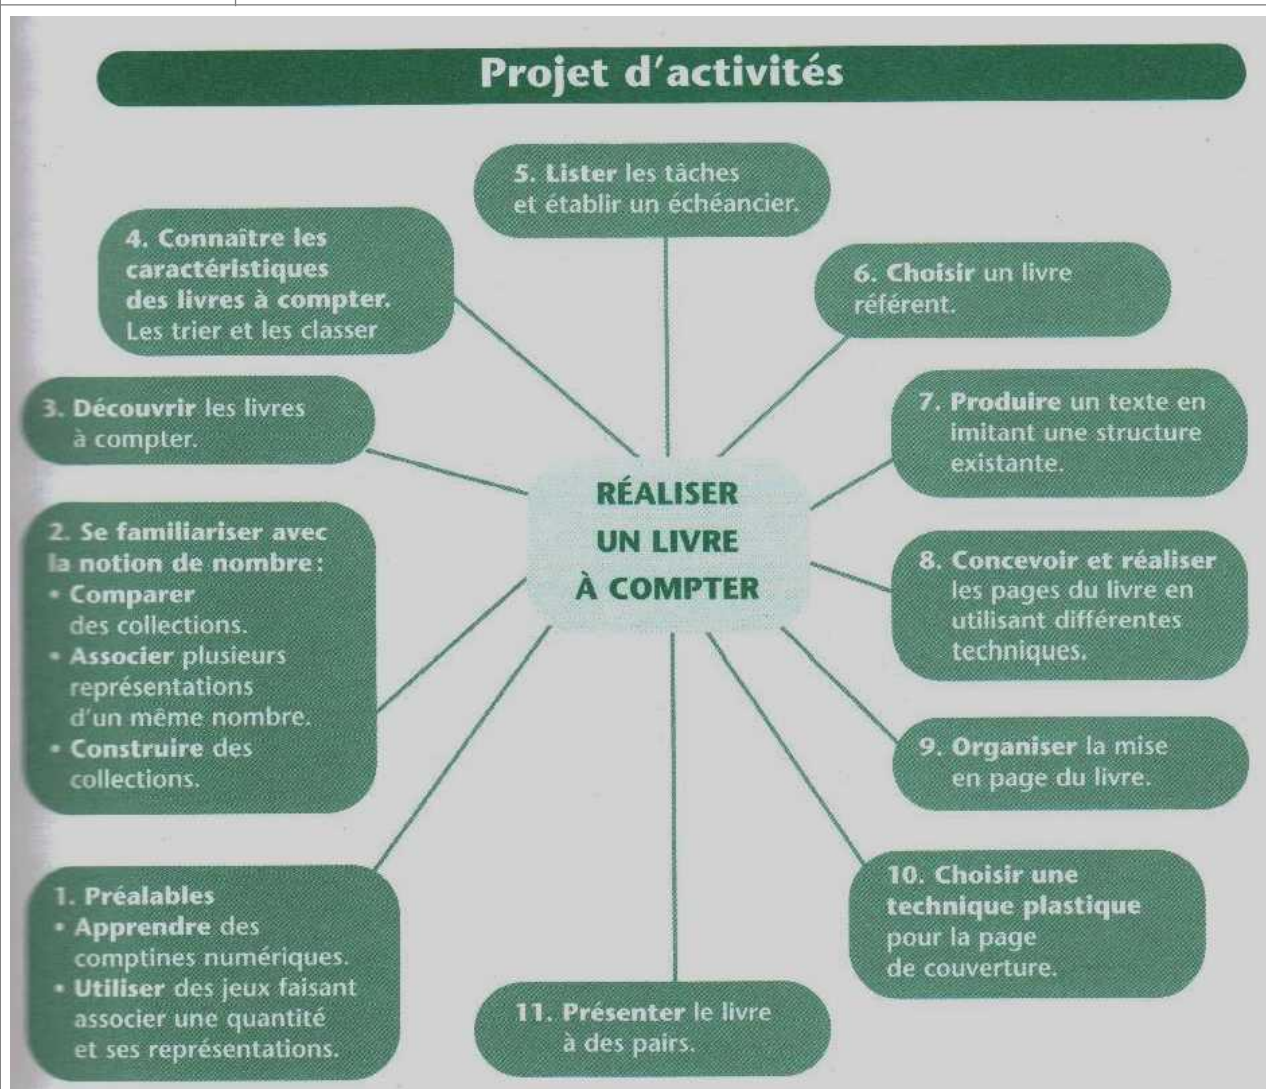 Projet d'activités
5. Lister les tâches
et établir un échéancier.
4. Connaître les
caractéristiques
des livres à compter.
Les trier et les classer
6. Choisir un livre
référent.
3. Découvrir les livres
à compter.
7. Produire un texte en
imitant une structure
existante.
RÉALISER
UN LIVRE
À COMPTER
2. Se familiariser avec
la notion de nombre :
• Comparer
des collections.
• Associer plusieurs
représentations
d'un même nombre.
• Construire des
collections.
8. Concevoir et réaliser
les pages du livre en
utilisant différentes
techniques.
9. Organiser la mise
en page du livre.
1. Préalables
• Apprendre des
comptines numériques.
• Utiliser des jeux faisant
associer une quantité
et ses représentations.
10. Choisir une
technique plastique
pour la page
de couverture.
11. Présenter le livre
à des pairs.